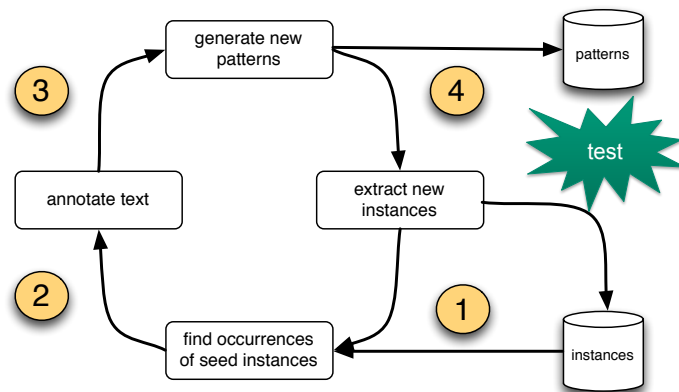 generate new
patterns
patterns
3
4
test
annotate text
extract new
instances
2
1
find occurrences
of seed instances
instances